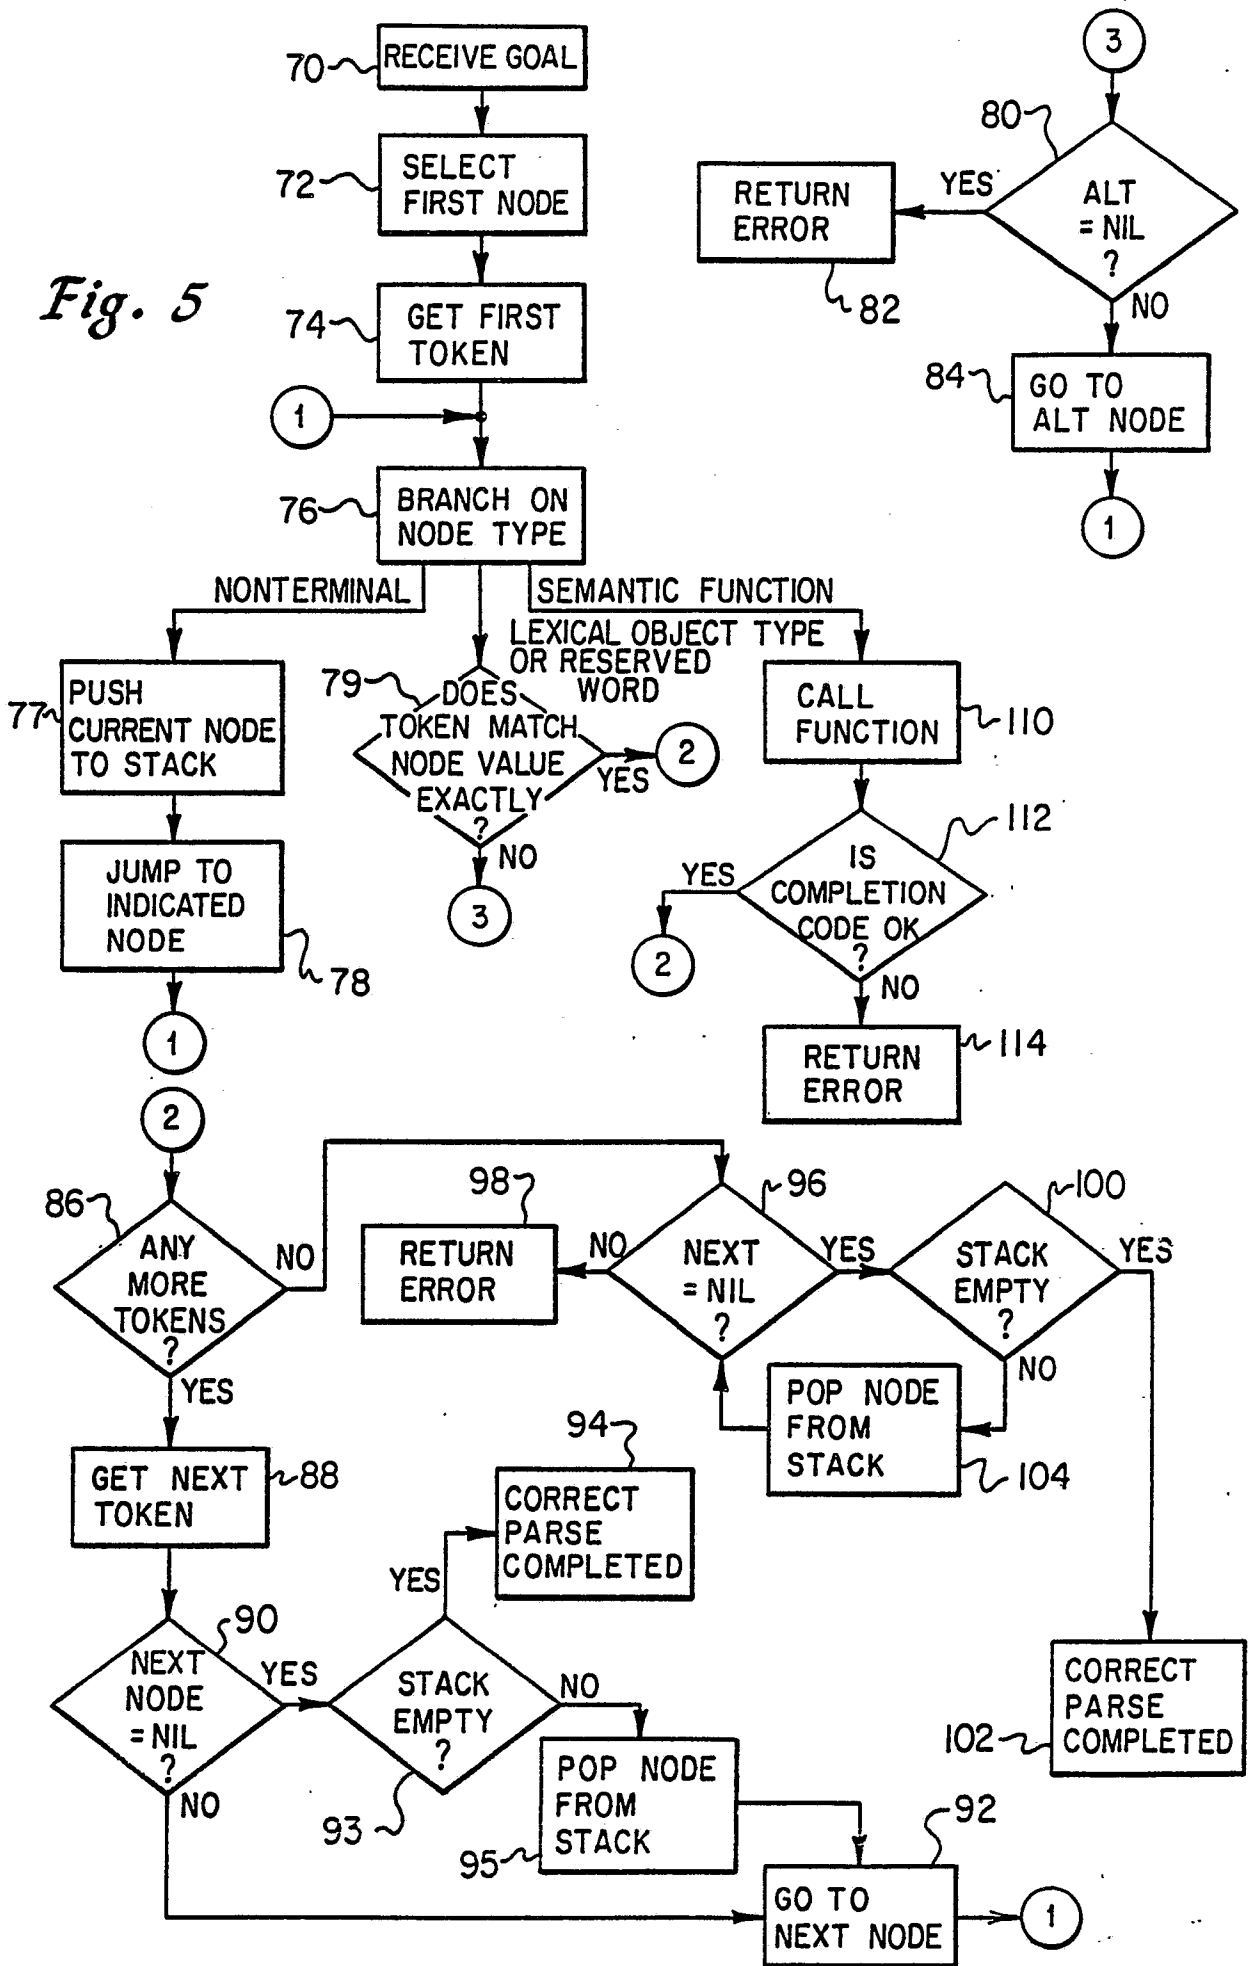 Fig. 5
70
RECEIVE GOAL
72
SELECT
FIRST NODE
74
GET FIRST
TOKEN
1
76
BRANCH ON
NODE TYPE
NONTERMINAL
SEMANTIC FUNCTION
LEXICAL OBJECT TYPE
OR RESERVED
WORD
77
PUSH
CURRENT NODE
TO STACK
JUMP TO
INDICATED
NODE
78
1
79
DOES
TOKEN MATCH
NODE VALUE
EXACTLY
?
YES
2
NO
3
CALL
FUNCTION
110
IS
COMPLETION
CODE OK
?
112
YES
2
NO
RETURN
ERROR
114
3
80
ALT
= NIL
?
YES
RETURN
ERROR
82
NO
84
GO TO
ALT NODE
1
2
86
ANY
MORE
TOKENS
?
NO
YES
GET NEXT
TOKEN
88
90
NEXT
NODE
= NIL
?
YES
NO
STACK
EMPTY
?
93
YES
94
CORRECT
PARSE
COMPLETED
NO
POP NODE
FROM
STACK
95
92
GO TO
NEXT NODE
1
96
NEXT
= NIL
?
NO
98
RETURN
ERROR
YES
100
STACK
EMPTY
?
NO
POP NODE
FROM
STACK
104
YES
CORRECT
PARSE
COMPLETED
102